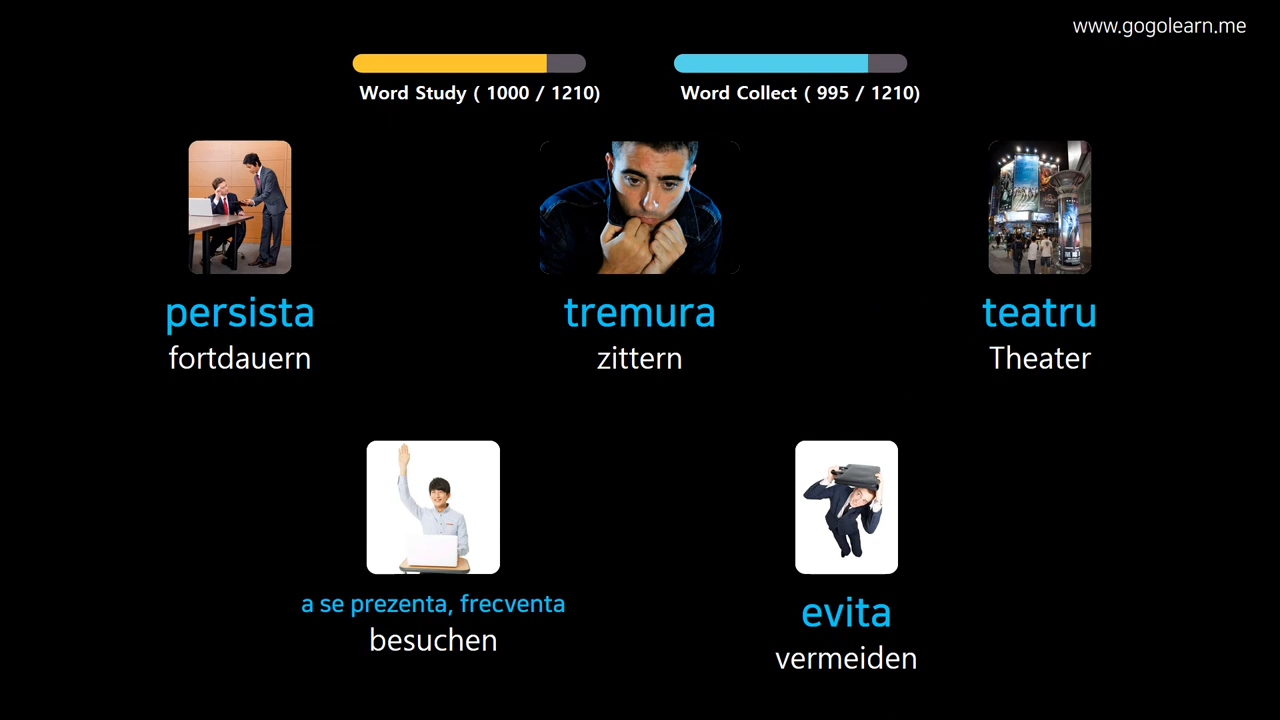 www.gogolearn.me
Word Study ( 1000 / 1210)
Word Collect ( 995 / 1210)
persista
fortdauern
tremura
zittern
teatru
Theater
a se prezenta, frecventa
besuchen
evita
vermeiden